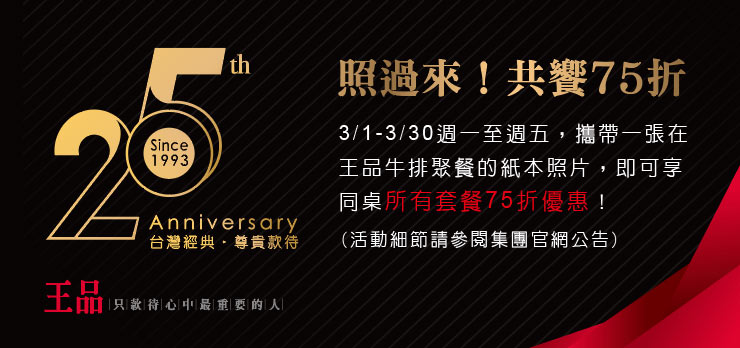 25th
Since
1993
Anniversary
台灣經典·尊貴款待
王品 只款待心中最重要的人
照過來！共饗75折
3/1-3/30週一至週五，攜帶一張在
王品牛排聚餐的紙本照片，即可享
同桌所有套餐75折優惠！
(活動細節請參閱集團官網公告)